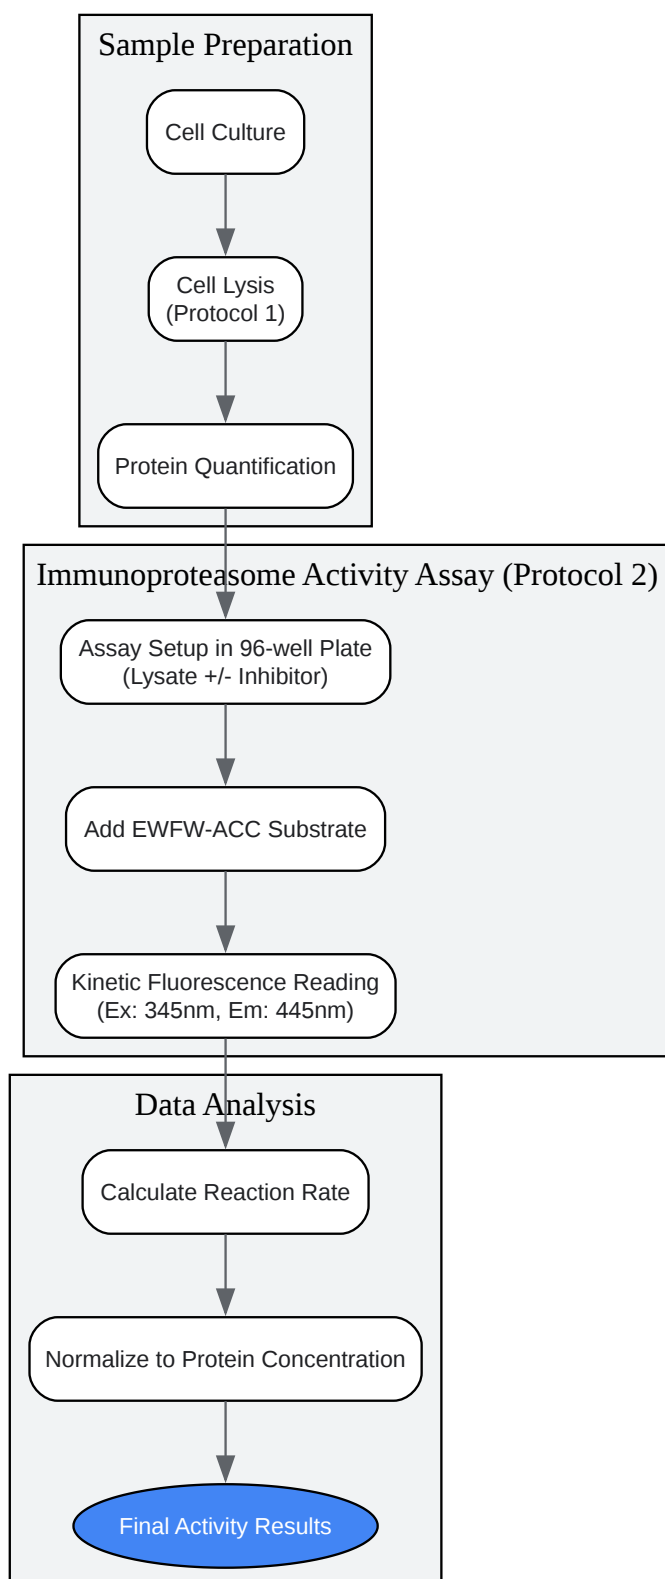 Sample Preparation
Cell Culture
Cell Lysis
(Protocol 1)
Protein Quantification
Immunoproteasome Activity Assay (Protocol 2)
Assay Setup in 96-well Plate
(Lysate +/- Inhibitor)
Add EWFW-ACC Substrate
Kinetic Fluorescence Reading
(Ex: 345nm, Em: 445nm)
Data Analysis
Calculate Reaction Rate
Normalize to Protein Concentration
Final Activity Results